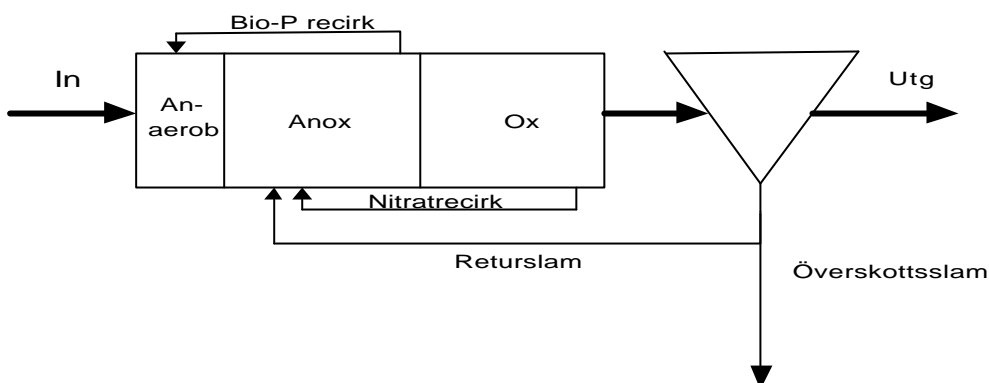 Bio-P recirk
In
An-
aerob
Anox
Ox
Utg
Nitratrecirk
Returslam
Överskottsslam